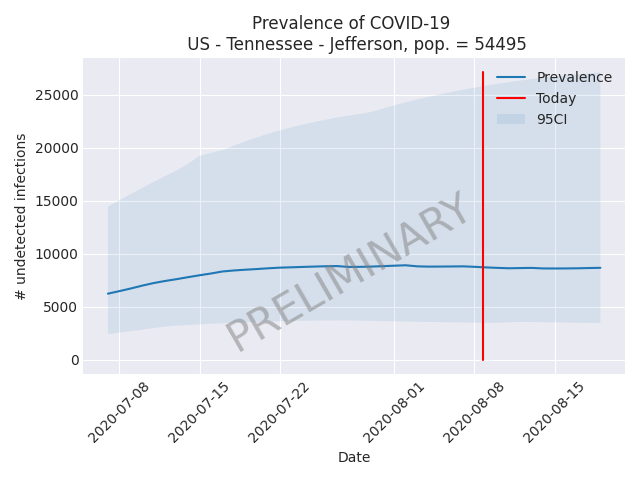 Prevalence of COVID-19
US - Tennessee - Jefferson, pop. = 54495
Prevalence
Today
95CI
# undetected infections
25000
20000
15000
10000
5000
0
PRELIMINARY
2020-07-08
2020-07-15
2020-07-22
2020-08-01
2020-08-08
2020-08-15
Date